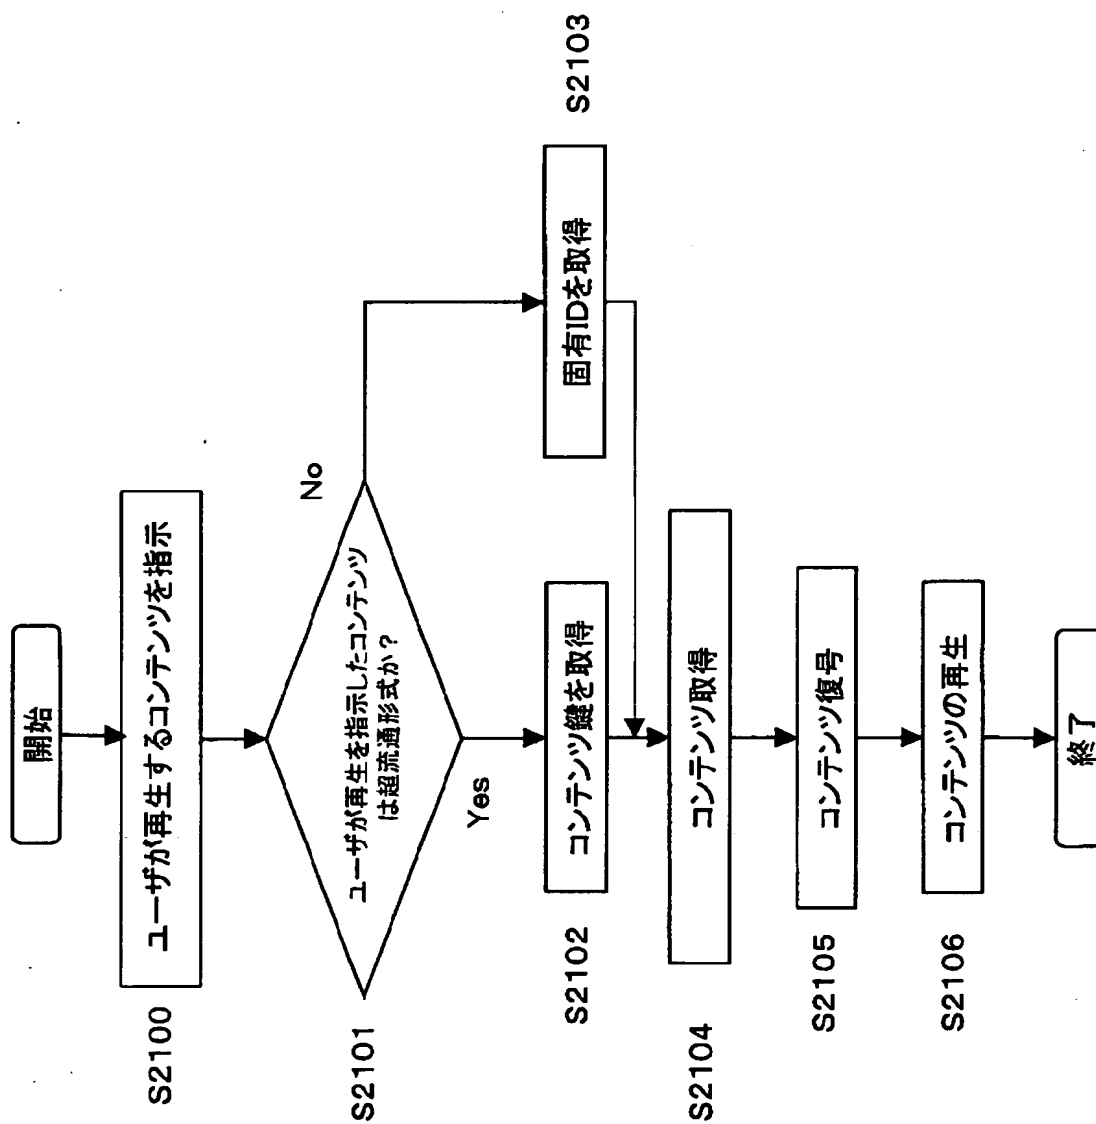 開始
ユーザが再生するコンテンツを指示
S2100
ユーザが再生を指示したコンテンツ
は超流通形式か？
S2101
No
Yes
コンテンツ鍵を取得
S2102
固有IDを取得
S2103
コンテンツ取得
S2104
コンテンツ復号
S2105
コンテンツの再生
S2106
終了